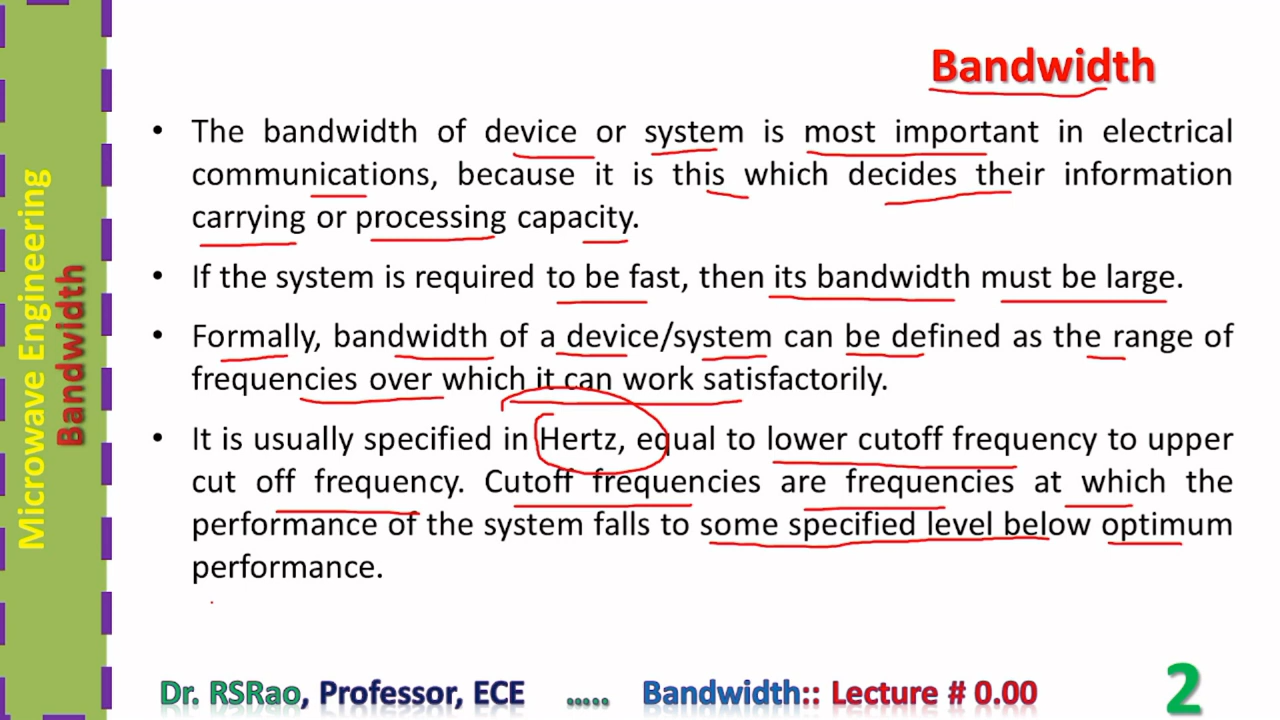 Bandwidth
• The bandwidth of device or system is most important in electrical
communications, because it is this which decides their information
carrying or processing capacity.
• If the system is required to be fast, then its bandwidth must be large.
• Formally, bandwidth of a device/system can be defined as the range of
frequencies over which it can work satisfactorily.
• It is usually specified in Hertz, equal to lower cutoff frequency to upper
cut off frequency. Cutoff frequencies are frequencies at which the
performance of the system falls to some specified level below optimum
performance.
Microwave Engineering
Bandwidth
Dr. RSRao, Professor, ECE ..... Bandwidth:: Lecture # 0.00
2